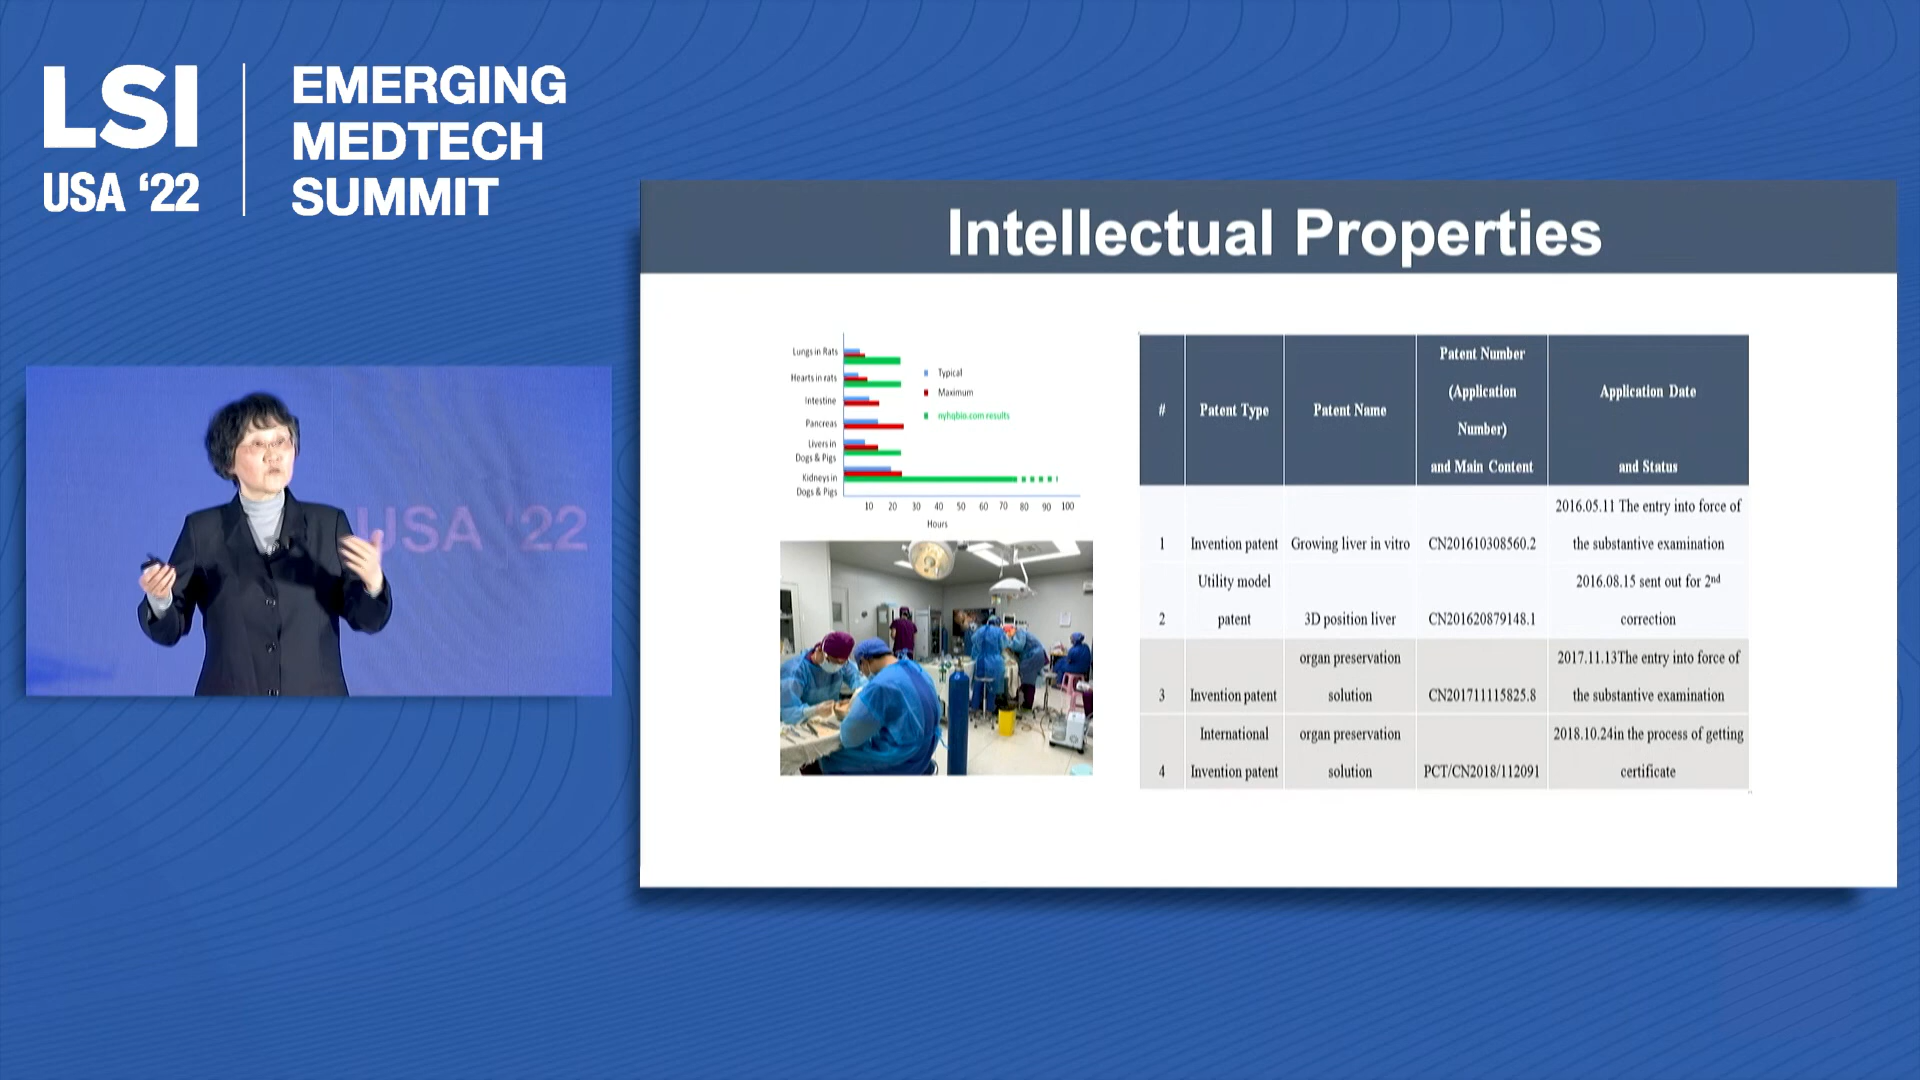 LSI
USA ‘22
EMERGING
MEDTECH
SUMMIT
USA '22
Intellectual Properties
Lungs in Rats
Hearts in rats
Intestine
Pancreas
Livers in
Dogs & Pigs
Kidneys in
Dogs & Pigs
Typical
Maximum
nyhqbio.com results
10 20 30 40 50 60 70 80 90 100
Hours
# Patent Type Patent Name Patent Number (Application Number) and Main Content Application Date and Status
1 Invention patent Growing liver in vitro CN201610308560.2 2016.05.11 The entry into force of the substantive examination
2 Utility model patent 3D position liver CN201620879148.1 2016.08.15 sent out for 2nd correction
3 Invention patent organ preservation solution CN201711115825.8 2017.11.13The entry into force of the substantive examination
4 International Invention patent organ preservation solution PCT/CN2018/112091 2018.10.24in the process of getting certificate